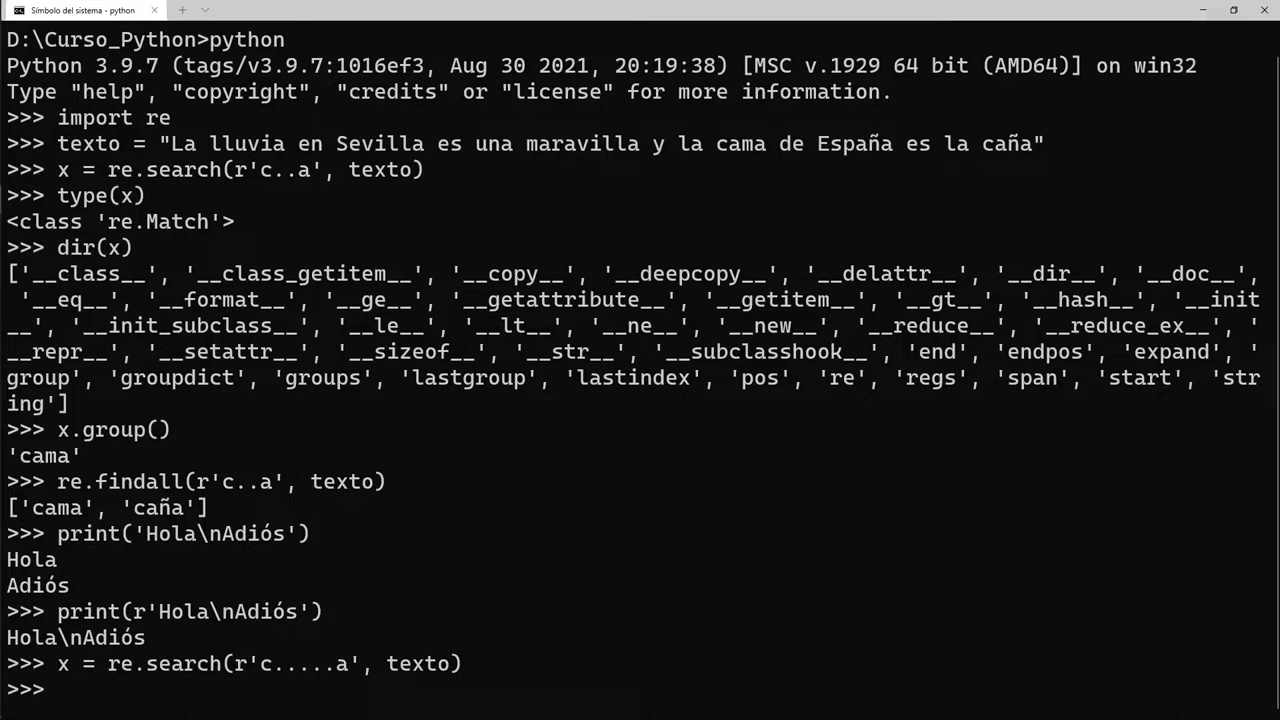 Símbolo del sistema - python
D:\Curso_Python>python
Python 3.9.7 (tags/v3.9.7:1016ef3, Aug 30 2021, 20:19:38) [MSC v.1929 64 bit (AMD64)] on win32
Type "help", "copyright", "credits" or "license" for more information.
>>> import re
>>> texto = "La lluvia en Sevilla es una maravilla y la cama de España es la caña"
>>> x = re.search(r'c..a', texto)
>>> type(x)
<class 're.Match'>
>>> dir(x)
['__class__', '__class_getitem__', '__copy__', '__deepcopy__', '__delattr__', '__dir__', '__doc__',
 '__eq__', '__format__', '__ge__', '__getattribute__', '__getitem__', '__gt__', '__hash__', '__init
__', '__init_subclass__', '__le__', '__lt__', '__ne__', '__new__', '__reduce__', '__reduce_ex__', '
__repr__', '__setattr__', '__sizeof__', '__str__', '__subclasshook__', 'end', 'endpos', 'expand', '
group', 'groupdict', 'groups', 'lastgroup', 'lastindex', 'pos', 're', 'regs', 'span', 'start', 'str
ing']
>>> x.group()
'cama'
>>> re.findall(r'c..a', texto)
['cama', 'caña']
>>> print('Hola\nAdiós')
Hola
Adiós
>>> print(r'Hola\nAdiós')
Hola\nAdiós
>>> x = re.search(r'c.....a', texto)
>>>